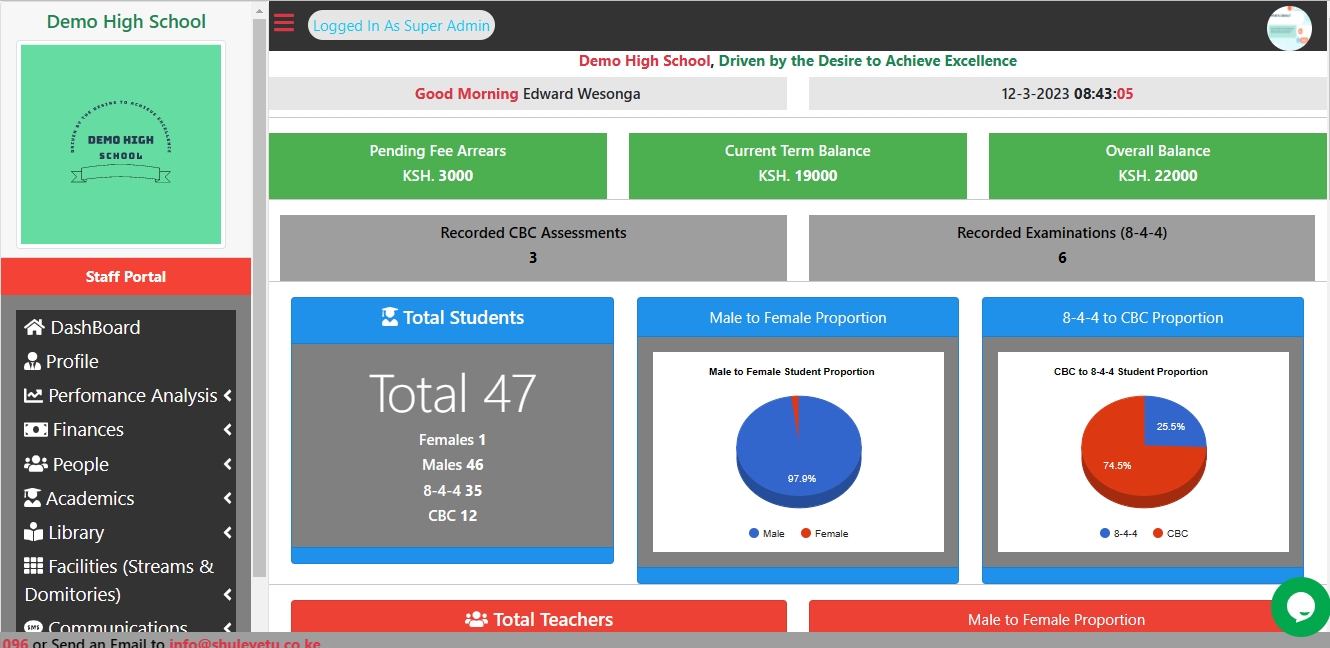 Demo High School
DRIVEN BY THE DESIRE TO ACHIEVE EXCELLENCE
DEMO HIGH
SCHOOL
Staff Portal
DashBoard
Profile
Perfomance Analysis
Finances
People
Academics
Library
Facilities (Streams &
Domitories)
Communications
096 or Send an Email to info@shuleyetu.co.ke
Logged In As Super Admin
Demo High School, Driven by the Desire to Achieve Excellence
Good Morning Edward Wesonga
12-3-2023 08:43:05
Pending Fee Arrears
KSH. 3000
Current Term Balance
KSH. 19000
Overall Balance
KSH. 22000
Recorded CBC Assessments
3
Recorded Examinations (8-4-4)
6
Total Students
Total 47
Females 1
Males 46
8-4-4 35
CBC 12
Male to Female Proportion
Male to Female Student Proportion
97.9%
Male
Female
8-4-4 to CBC Proportion
CBC to 8-4-4 Student Proportion
25.5%
74.5%
8-4-4
CBC
Total Teachers
Male to Female Proportion